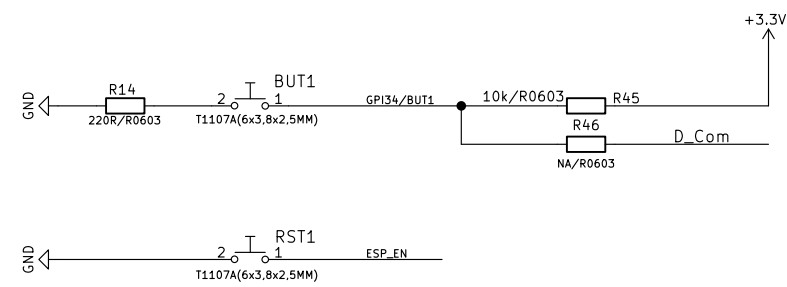 +3.3V
R14
BUT1
GND
2
1
GPI34/BUT1
10k/R0603
R45
220R/R0603
T1107A(6x3,8x2,5MM)
R46
D_Com
NA/R0603
RST1
GND
2
1
ESP_EN
T1107A(6x3,8x2,5MM)